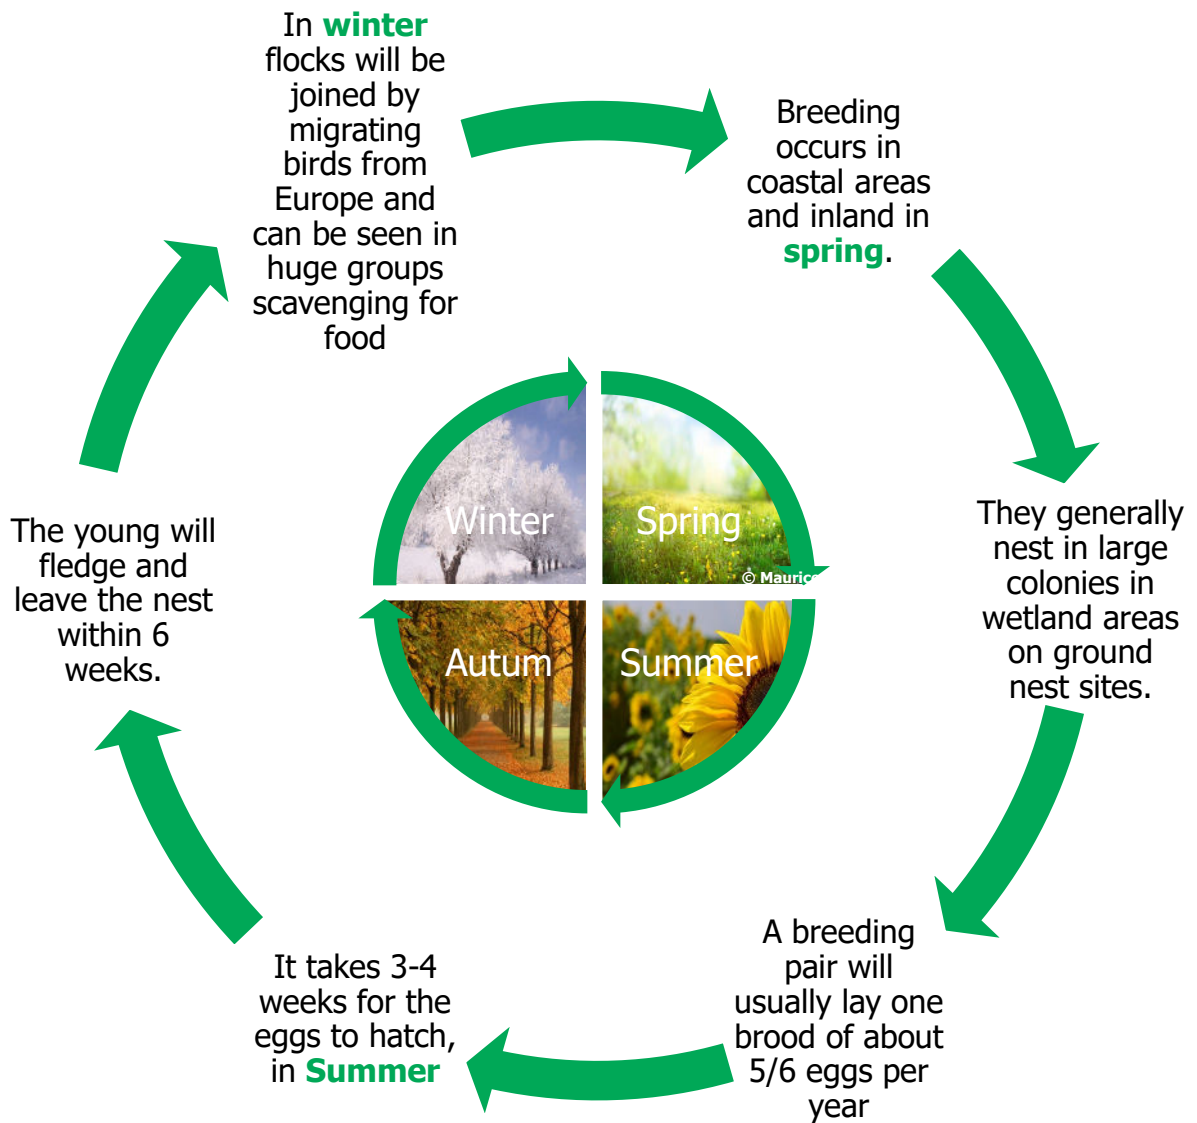 In winter
flocks will be
joined by
migrating
birds from
Europe and
can be seen in
huge groups
scavenging for
food
Breeding
occurs in
coastal areas
and inland in
spring.
They generally
nest in large
colonies in
wetland areas
on ground
nest sites.
A breeding
pair will
usually lay one
brood of about
5/6 eggs per
year
It takes 3-4
weeks for the
eggs to hatch,
in Summer
The young will
fledge and
leave the nest
within 6
weeks.
Winter
Spring
© Maurice
Autum
Summer